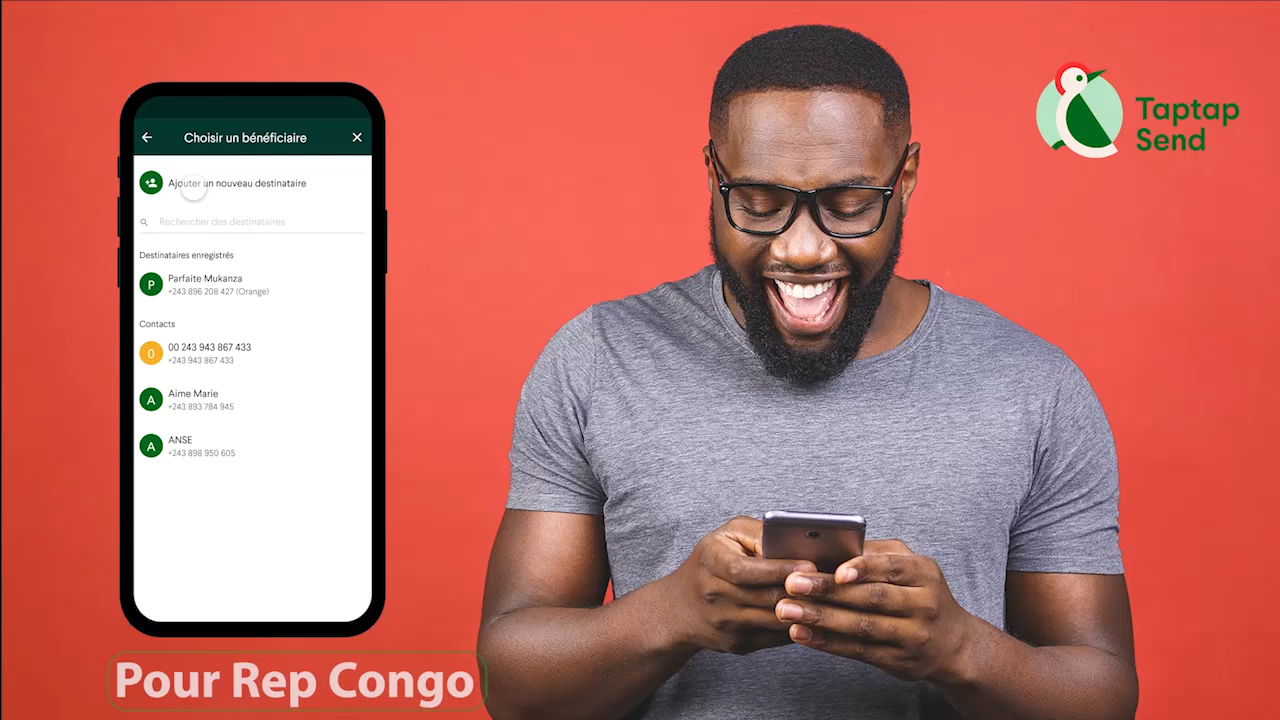 Choisir un bénéficiaire
Ajouter un nouveau destinataire
Rechercher des destinataires
Destinataires enregistrés
P
Parfaite Mukanza
+243 896 208 427 (Orange)
Contacts
0
00 243 943 867 433
+243 943 867 433
A
Aime Marie
+243 893 784 945
A
ANSE
+243 898 950 605
Pour Rep Congo
Taptap
Send